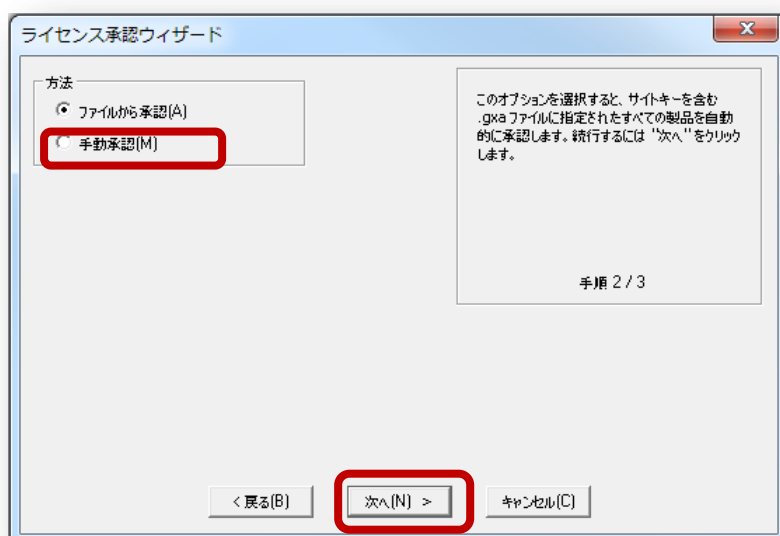 ライセンス承認ウィザード
方法
ファイルから承認(A)
手動承認(M)
このオプションを選択すると、サイトキーを含む
.gxa ファイルに指定されたすべての製品を自動
的に承認します。続行するには "次へ" をクリック
します。
手順 2 / 3
< 戻る(B)
次へ(N) >
キャンセル(C)